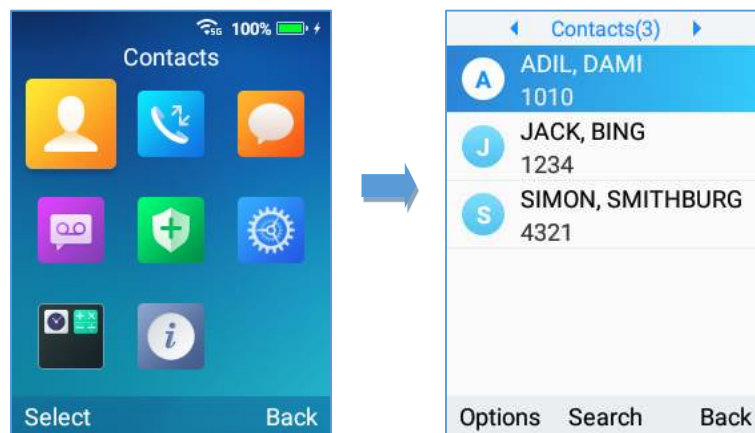 5G 100%
Contacts
i
Select Back
Contacts(3)
A ADIL, DAMI
1010
J JACK, BING
1234
S SIMON, SMITHBURG
4321
Options Search Back